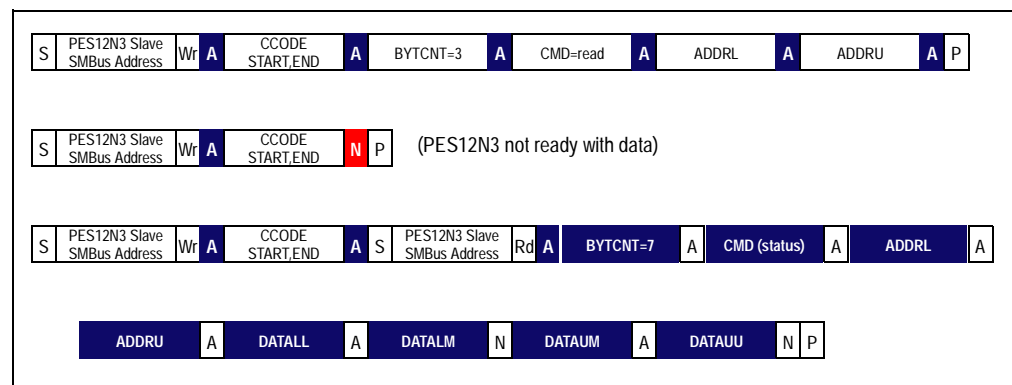 S PES12N3 Slave SMBus Address Wr A CCODE START,END A BYTCNT=3 A CMD=read A ADDRL A ADDRU A P
S PES12N3 Slave SMBus Address Wr A CCODE START,END N P (PES12N3 not ready with data)
S PES12N3 Slave SMBus Address Wr A CCODE START,END A S PES12N3 Slave SMBus Address Rd A BYTCNT=7 A CMD (status) A ADDRL A
ADDRU A DATALL A DATALM N DATAUM A DATAUU N P